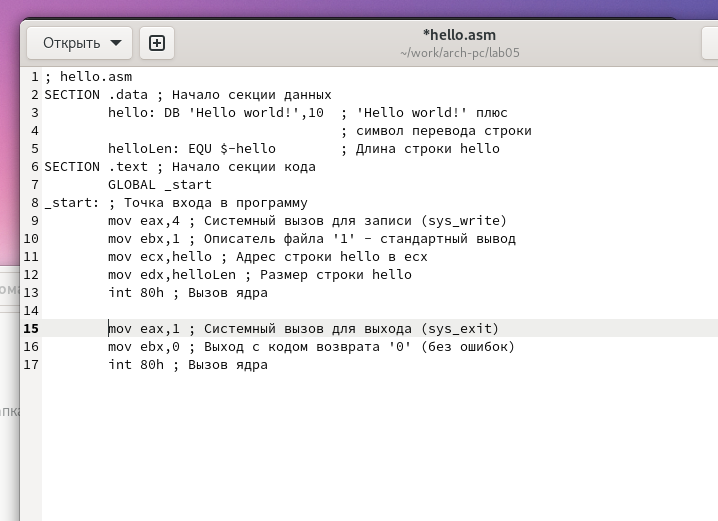 Открыть
*hello.asm
~/work/arch-pc/lab05
1 ; hello.asm
2 SECTION .data ; Начало секции данных
3         hello: DB 'Hello world!',10  ; 'Hello world!' плюс
4                                      ; символ перевода строки
5         helloLen: EQU $-hello        ; Длина строки hello
6 SECTION .text ; Начало секции кода
7         GLOBAL _start
8 _start: ; Точка входа в программу
9         mov eax,4 ; Системный вызов для записи (sys_write)
10         mov ebx,1 ; Описатель файла '1' - стандартный вывод
11         mov ecx,hello ; Адрес строки hello в ecx
12         mov edx,helloLen ; Размер строки hello
13         int 80h ; Вызов ядра
14
15         mov eax,1 ; Системный вызов для выхода (sys_exit)
16         mov ebx,0 ; Выход с кодом возврата '0' (без ошибок)
17         int 80h ; Вызов ядра